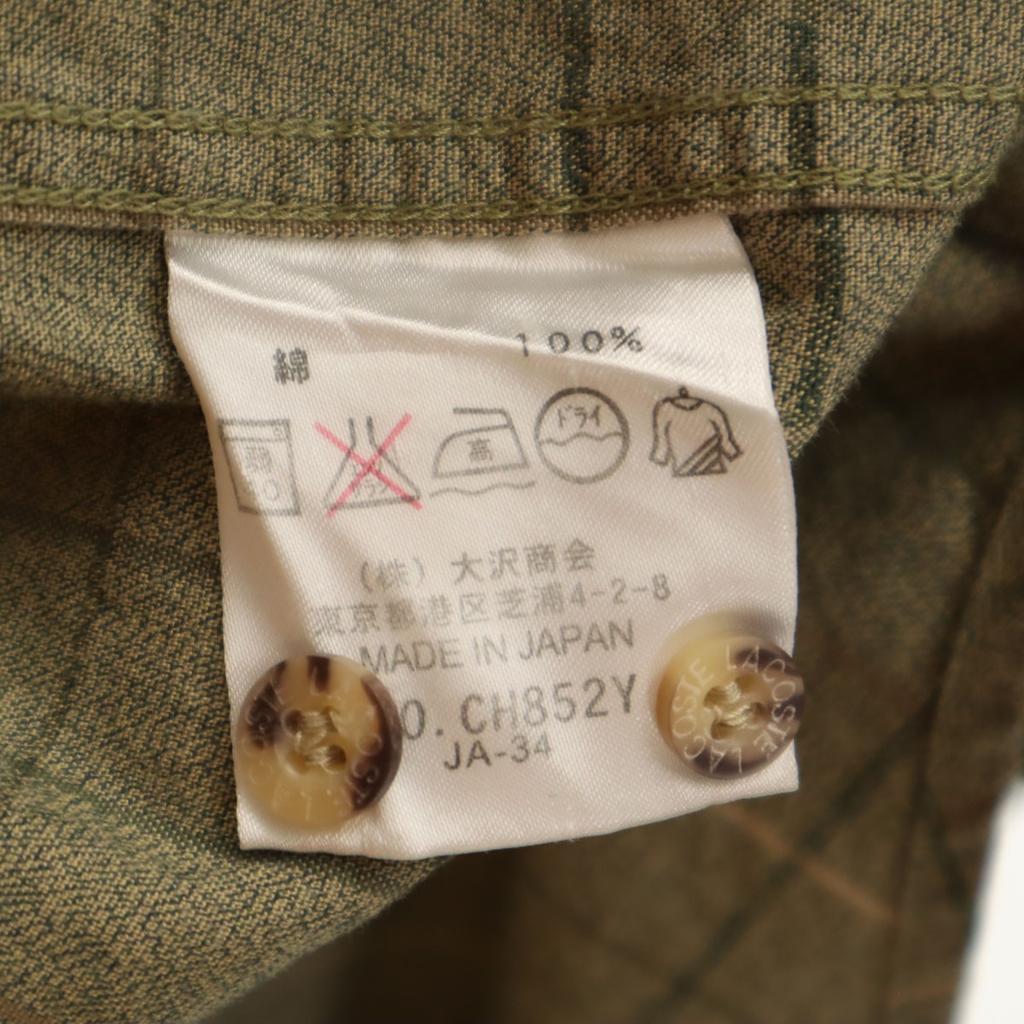 綿 100%
弱
高
ドライ
(株) 大沢商会
東京都港区芝浦4-2-8
MADE IN JAPAN
O. CH852Y
JA-34
LACOSTE LACOSTE